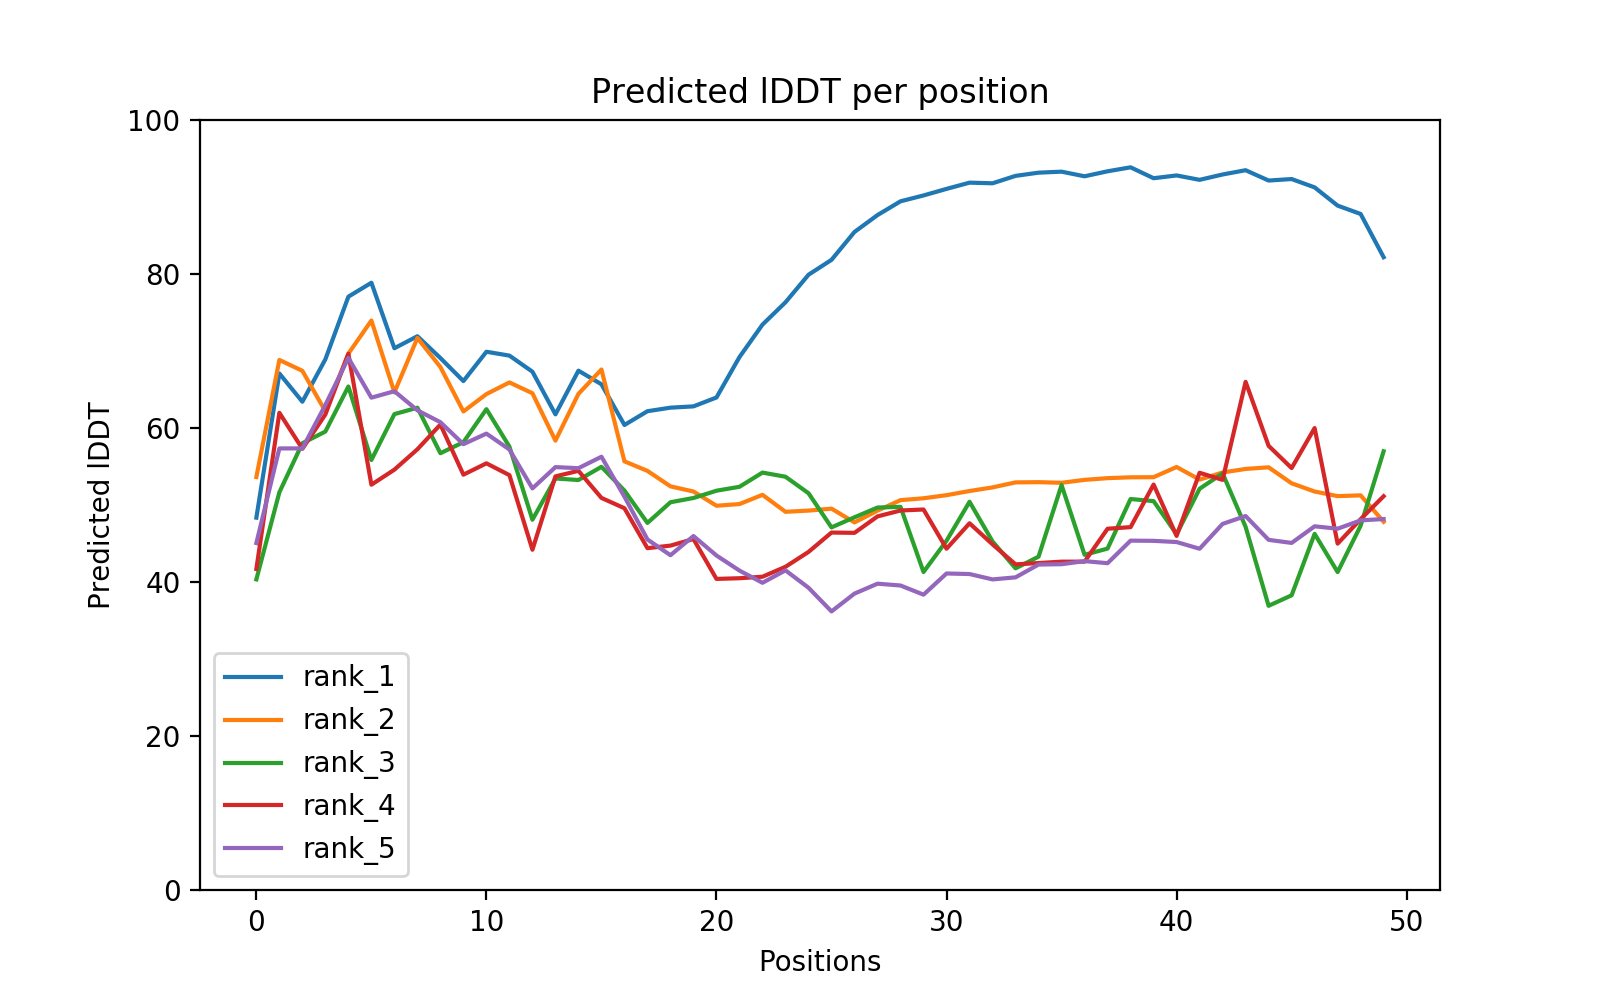 Predicted lDDT per position
100
80
60
40
20
0
Predicted lDDT
rank_1
rank_2
rank_3
rank_4
rank_5
0 10 20 30 40 50
Positions